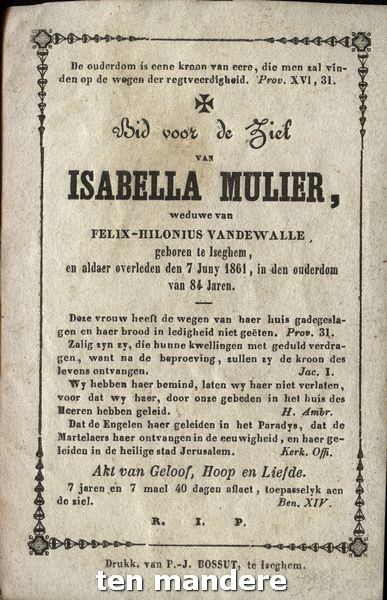 De ouderdom is eene kroon van eere, die men zal vin-
den op de wegen der regtveerdigheid. Prov. XVI, 31.
Bid voor de Ziel
VAN
ISABELLA MULIER,
weduwe van
FELIX-HILONIUS VANDEWALLE,
geboren te Iseghem,
en aldaer overleden den 7 Juny 1861, in den ouderdom
van 84 Jaren.
Deze vrouw heeft de wegen van haer huis gadegesla-
gen en haer brood in ledigheid niet geëten. Prov. 31.
Zalig zyn zy, die hunne kwellingen met geduld verdra-
gen, want na de beproeving, zullen zy de kroon des
levens ontvangen. Jac. I.
Wy hebben haer bemind, laten wy haer niet verlaten,
voor dat wy haer, door onze gebeden in het huis des
Heeren hebben geleid. H. Ambr.
Dat de Engelen haer geleiden in het Paradys, dat de
Martelaers haer ontvangen in de eeuwigheid, en haer ge-
leiden in de heilige stad Jerusalem. Kerk. Offi.
Akt van Geloof, Hoop en Liefde.
7 jaren en 7 mael 40 dagen aflaet, toepasselyk aen
de ziel. Ben. XIV.
R. I. P.
Drukk. van P.-J. BOSSUT, te Iseghem.
ten mandere